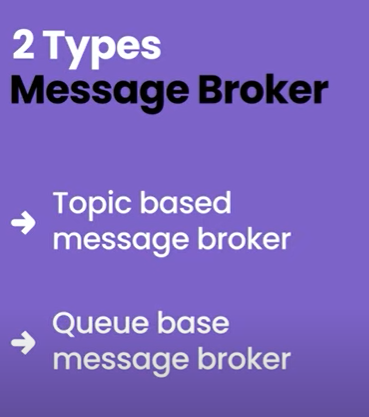 2 Types
Message Broker
Topic based
message broker
Queue base
message broker